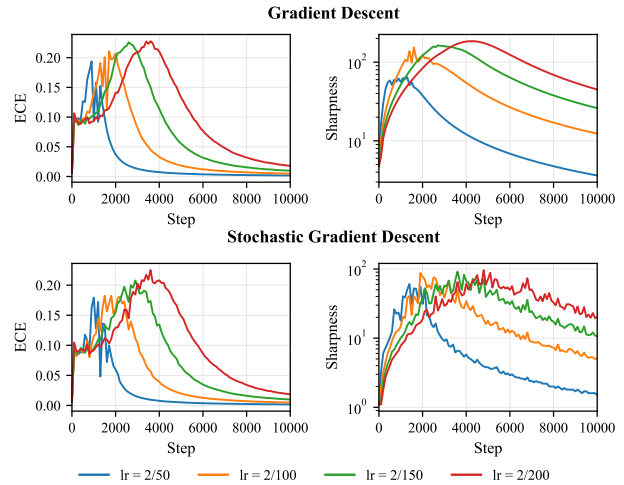 Gradient Descent
ECE
0.20
0.15
0.10
0.05
0.00
0 2000 4000 6000 8000 10000
Step
Sharpness
10²
10¹
0 2000 4000 6000 8000 10000
Step
Stochastic Gradient Descent
ECE
0.20
0.15
0.10
0.05
0.00
0 2000 4000 6000 8000 10000
Step
Sharpness
10²
10¹
10⁰
0 2000 4000 6000 8000 10000
Step
lr = 2/50 lr = 2/100 lr = 2/150 lr = 2/200